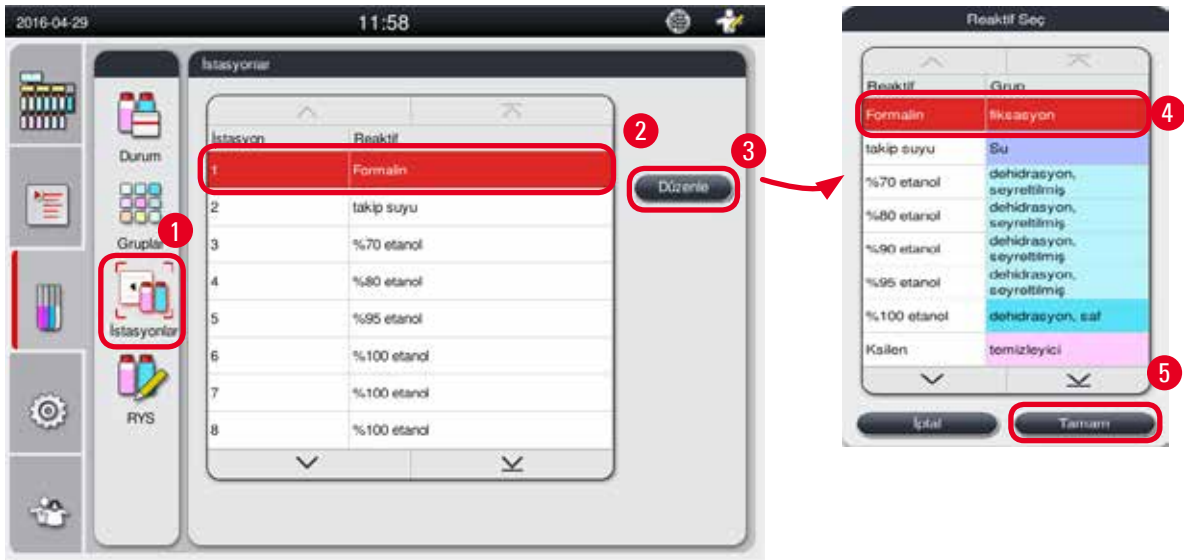 2016-04-29
11:58
Durum
Gruplar
1
İstasyonlar
RYS
İstasyonlar
İstasyon Reaktif
1 Formalin
2 takip suyu
3 %70 etanol
4 %80 etanol
5 %95 etanol
6 %100 etanol
7 %100 etanol
8 %100 etanol
2
3
Düzenle
Reaktif Seç
Reaktif Grup
Formalin fiksasyon
4
takip suyu Su
%70 etanol dehidrasyon,
seyreltilmiş
%80 etanol dehidrasyon,
seyreltilmiş
%90 etanol dehidrasyon,
seyreltilmiş
%95 etanol dehidrasyon,
seyreltilmiş
%100 etanol dehidrasyon, saf
Ksilen temizleyici
5
İptal Tamam